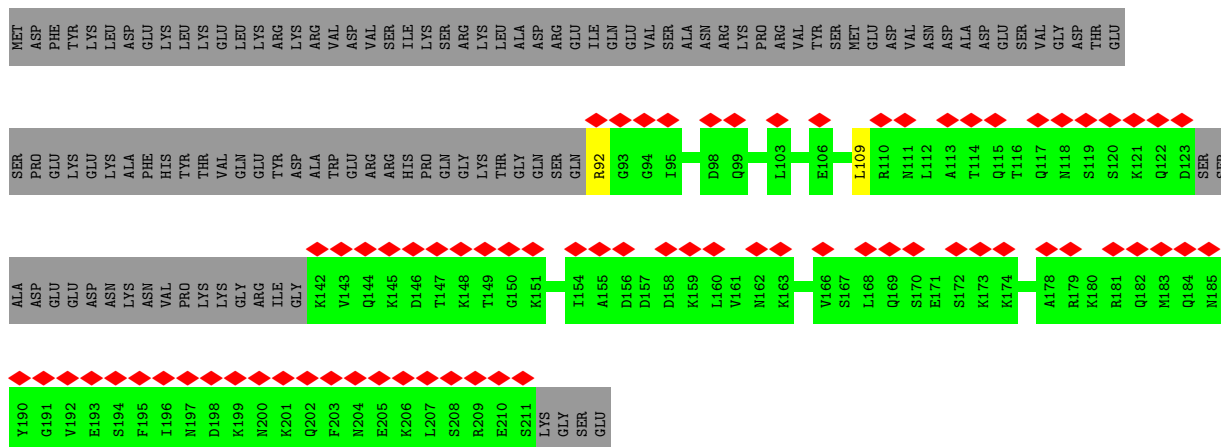 MET ASP PHE TYR LYS LEU ASP GLU LYS LEU LYS GLU LEU LYS ARG LYS ARG VAL ASP VAL SER ILE LYS SER ARG LYS LEU ALA ASP ARG GLU ILE GLN GLU VAL SER ALA ASN ARG LYS PRO ARG VAL TYR SER MET GLU ASP VAL ASN ASP ALA ASP GLU SER VAL GLY ASP THR GLU
SER PRO GLU LYS GLU LYS ALA PHE HIS TYR THR VAL GLN GLU TYR ASP ALA TRP GLU ARG ARG HIS PRO GLN GLY LYS THR GLY GLN SER GLN R92 G93 G94 I95 D98 Q99 L103 E106 L109 R110 N111 L112 A113 T114 Q115 T116 Q117 N118 S119 S120 K121 Q122 D123 SER SER
ALA ASP GLU GLU ASP ASN LYS ASN VAL PRO LYS LYS GLY ARG ILE GLY K142 V143 Q144 K145 D146 T147 K148 T149 G150 K151 I154 A155 D156 D157 D158 K159 L160 V161 N162 K163 V166 S167 L168 Q169 S170 E171 S172 K173 K174 A178 R179 K180 R181 Q182 M183 Q184 N185
Y190 G191 V192 E193 S194 F195 I196 N197 D198 K199 N200 K201 Q202 F203 N204 E205 K206 L207 S208 R209 E210 S211 LYS GLY SER GLU